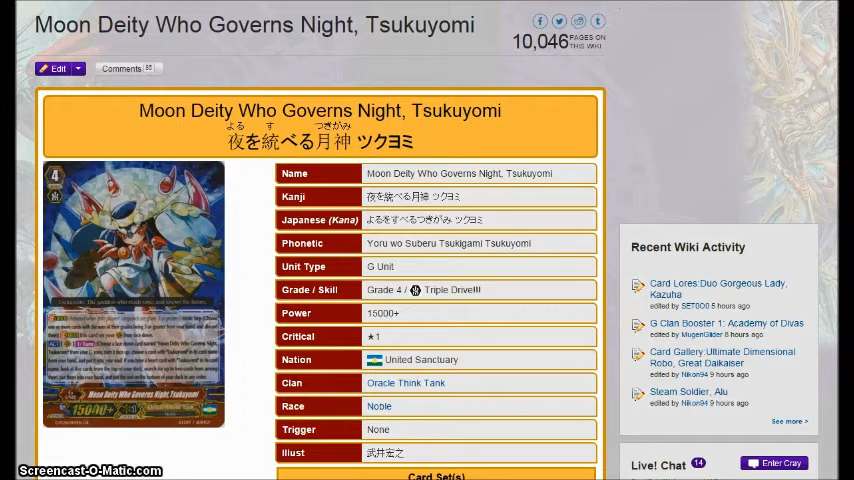 Moon Deity Who Governs Night, Tsukuyomi
10,046 PAGES ON THIS WIKI
Edit
Comments 85
Moon Deity Who Governs Night, Tsukuyomi
よる す つきがみ
夜を統べる月神 ツクヨミ
Name Moon Deity Who Governs Night, Tsukuyomi
Kanji 夜を統べる月神 ツクヨミ
Japanese (Kana) よるをすべるつきがみ ツクヨミ
Phonetic Yoru wo Suberu Tsukigami Tsukuyomi
Unit Type G Unit
Grade / Skill Grade 4 / Triple Drive!!!
Power 15000+
Critical ★1
Nation United Sanctuary
Clan Oracle Think Tank
Race Noble
Trigger None
Illust 武井宏之
Card Set(s)
4
Moon Deity Who Governs Night, Tsukuyomi
15000+
Recent Wiki Activity
Card Lores:Duo Gorgeous Lady,
Kazuha
edited by SET0O0 5 hours ago
G Clan Booster 1: Academy of Divas
edited by MugenGlider 8 hours ago
Card Gallery:Ultimate Dimensional
Robo, Great Daikaiser
edited by Nikon94 9 hours ago
Steam Soldier, Alu
edited by Nikon94 9 hours ago
See more >
Live! Chat 14
Enter Cray
Screencast-O-Matic.com